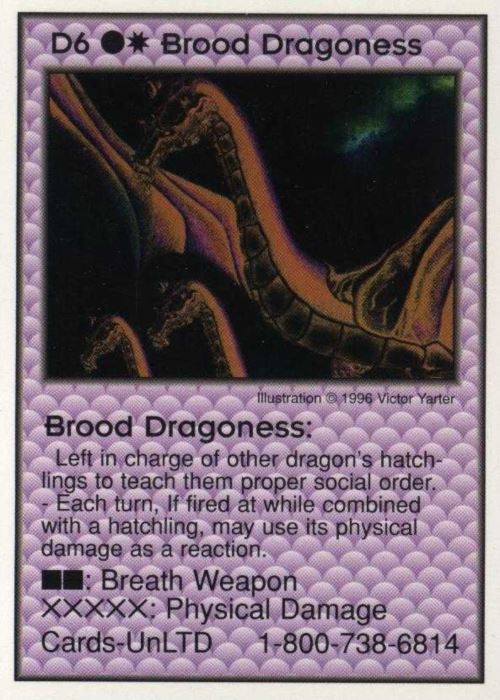 D6 ●✷ Brood Dragoness
Illustration © 1996 Victor Yarter
Brood Dragoness:
Left in charge of other dragon's hatch-
lings to teach them proper social order.
- Each turn, If fired at while combined
with a hatchling, may use its physical
damage as a reaction.
■■: Breath Weapon
XXXXX: Physical Damage
Cards-UnLTD 1-800-738-6814